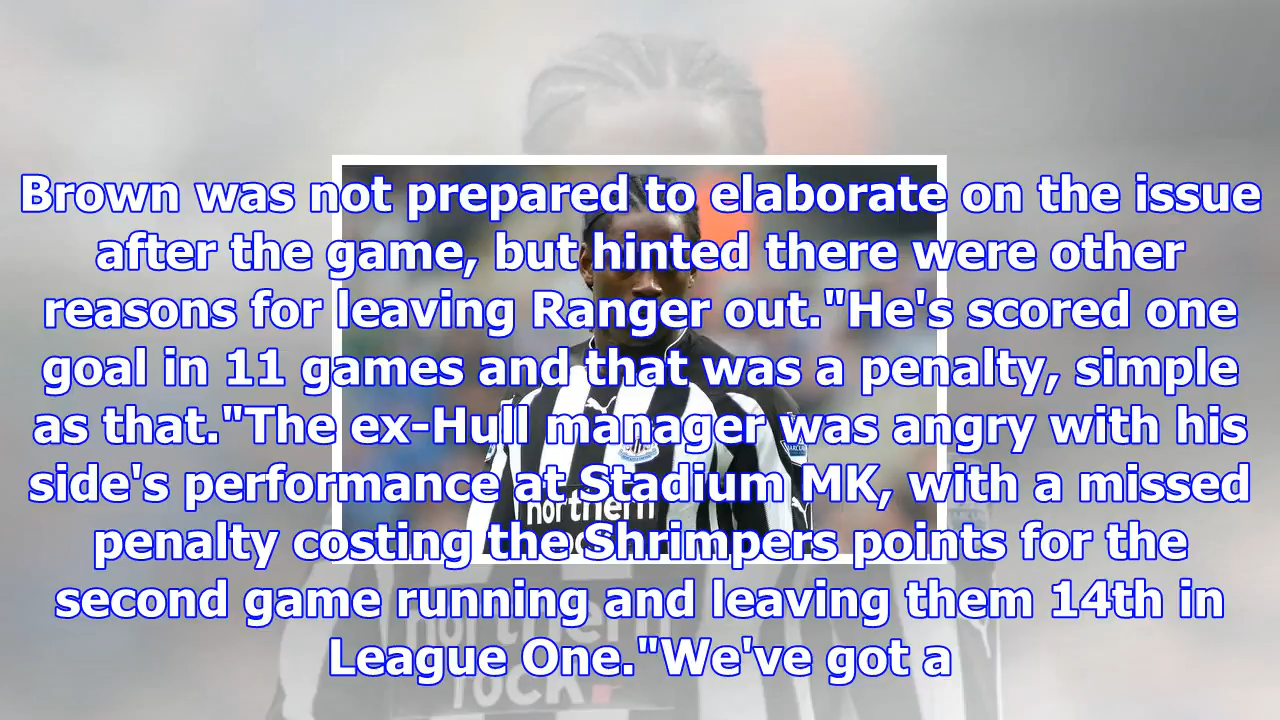 Brown was not prepared to elaborate on the issue
after the game, but hinted there were other
reasons for leaving Ranger out."He's scored one
goal in 11 games and that was a penalty, simple
as that."The ex-Hull manager was angry with his
side's performance at Stadium MK, with a missed
penalty costing the Shrimpers points for the
second game running and leaving them 14th in
League One."We've got a
northern
northern
rock